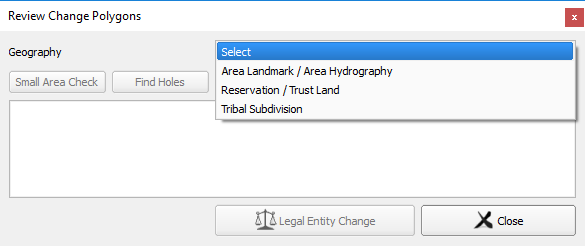 Review Change Polygons
x
Geography
Select
Area Landmark / Area Hydrography
Reservation / Trust Land
Tribal Subdivision
Small Area Check
Find Holes
Legal Entity Change
Close